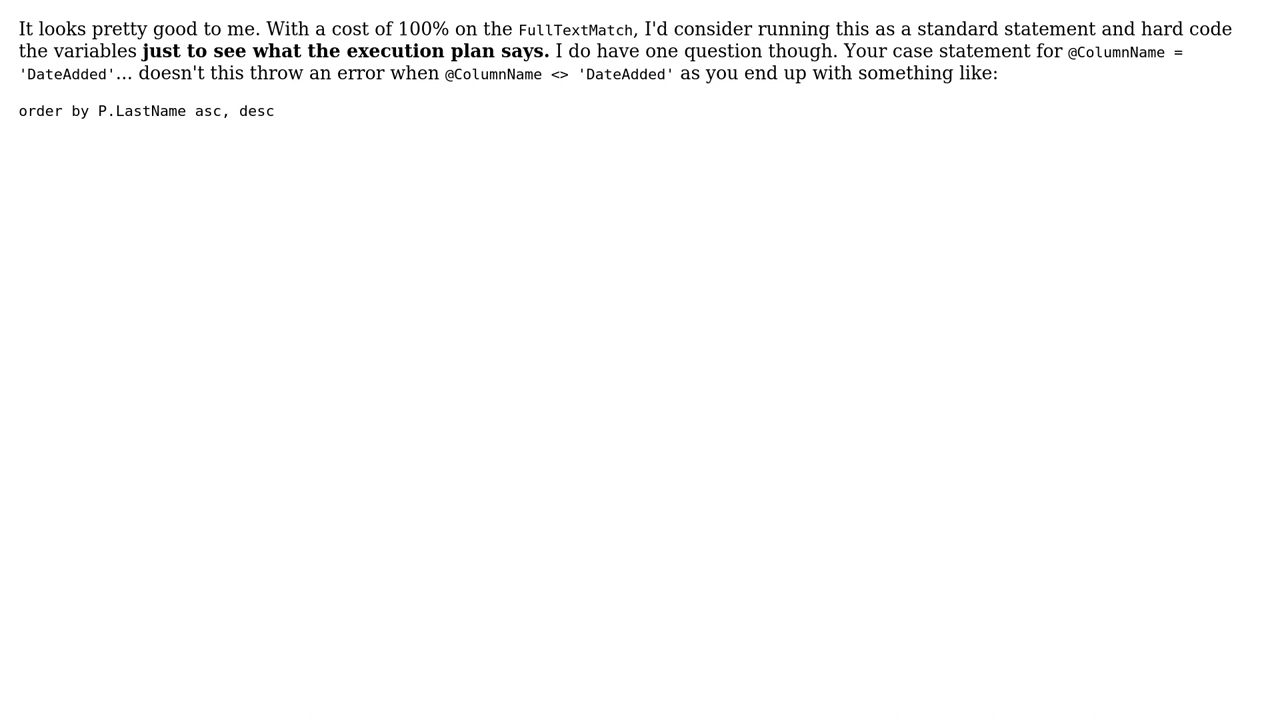 It looks pretty good to me. With a cost of 100% on the FullTextMatch, I'd consider running this as a standard statement and hard code
the variables just to see what the execution plan says. I do have one question though. Your case statement for @ColumnName =
'DateAdded'... doesn't this throw an error when @ColumnName <> 'DateAdded' as you end up with something like:
order by P.LastName asc, desc